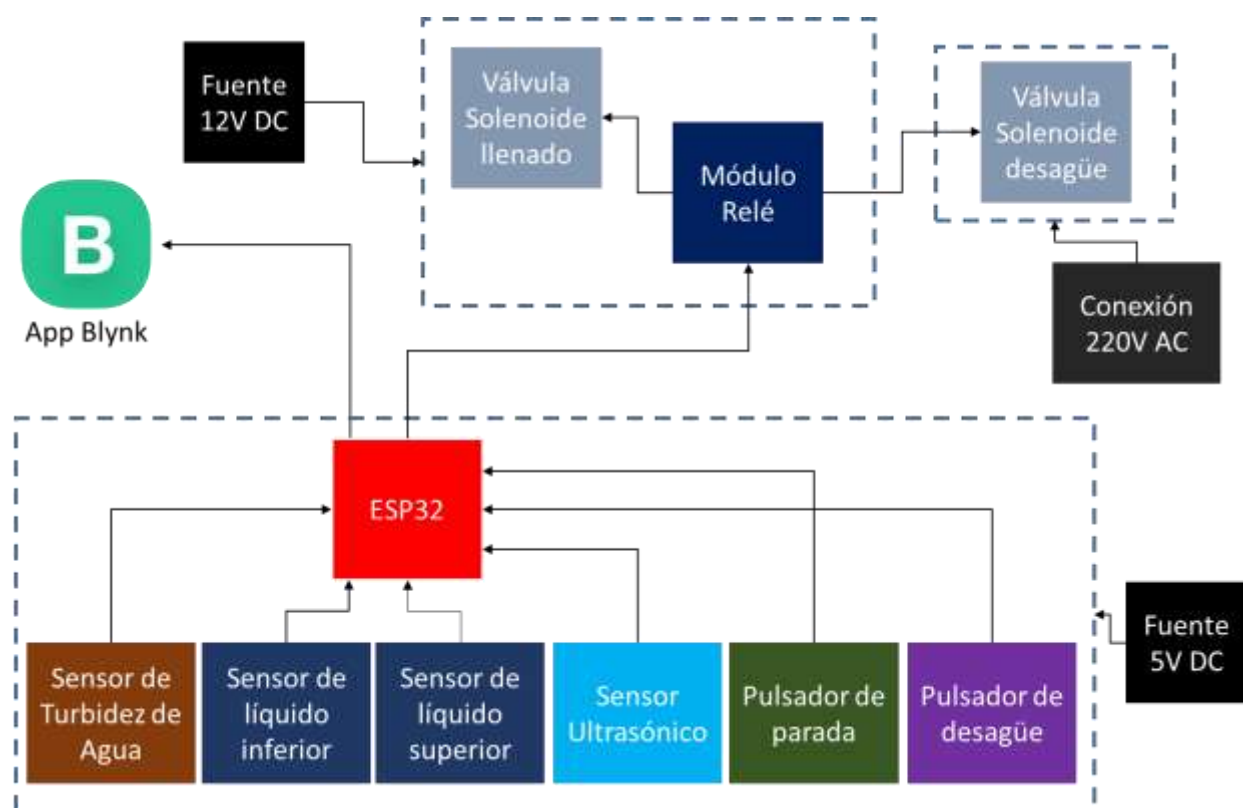 Fuente
12V DC
Válvula
Solenoide
llenado
Módulo
Relé
Válvula
Solenoide
desagüe
B
App Blynk
Conexión
220V AC
ESP32
Sensor de
Turbidez de
Agua
Sensor de
líquido
inferior
Sensor de
líquido
superior
Sensor
Ultrasónico
Pulsador de
parada
Pulsador de
desagüe
Fuente
5V DC